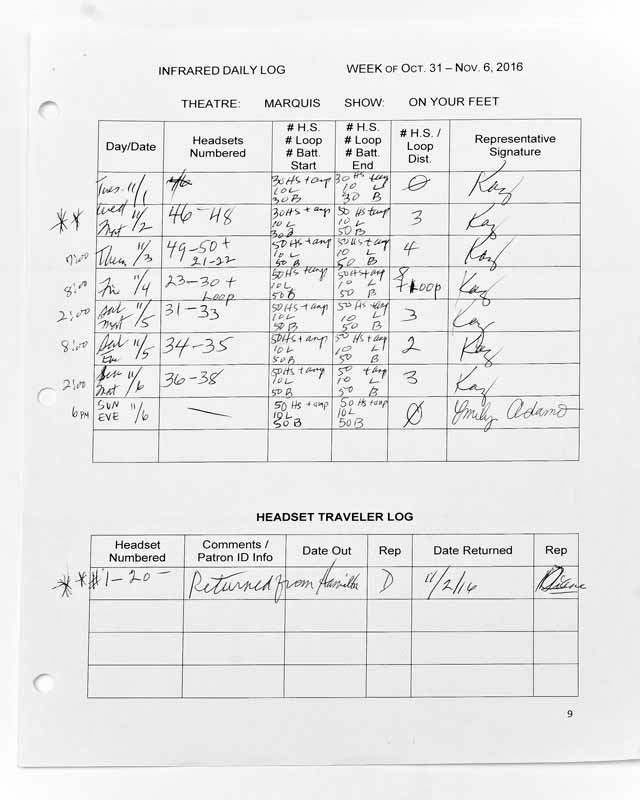 INFRARED DAILY LOG WEEK OF OCT. 31 – NOV. 6, 2016
THEATRE: MARQUIS SHOW: ON YOUR FEET
Day/Date Headsets Numbered # H.S. # Loop # Batt. Start # H.S. # Loop # Batt. End # H.S. / Loop Dist. Representative Signature
Tues 11/1 30 Hs + amp 10 L 30 B 30 Hs + amp 10 L 30 B Ø Kaz
** Wed Mat 11/2 46-48 30 Hs + amp 10 L 30 B 50 Hs + amp 10 L 50 B 3 Kaz
7:00 Thurs 11/3 49-50 + 21-22 50 Hs + amp 10 L 50 B 50 Hs + amp 10 L 50 B 4 Kaz
8:00 Fri 11/4 23-30 + Loop 50 Hs + amp 10 L 50 B 50 Hs + amp 10 L 50 B 8 + Loop Kaz
2:00 Sat Mat 11/5 31-33 50 Hs + amp 10 L 50 B 50 Hs + amp 10 L 50 B 3 Kaz
8:00 Sat Eve 11/5 34-35 50 Hs + amp 10 L 50 B 50 Hs + amp 10 L 50 B 2 Kaz
2:00 Sun Mat 11/6 36-38 50 Hs + amp 10 L 50 B 50 + amp 10 L 50 B 3 Kaz
6 PM SUN EVE 11/6 — 50 Hs + amp 10 L 50 B 50 Hs + amp 10 L 50 B Ø Emily Adams
HEADSET TRAVELER LOG
Headset Numbered Comments / Patron ID Info Date Out Rep Date Returned Rep
** #1-20 - Returned from Hamilton D 11/2/16 Diane
9